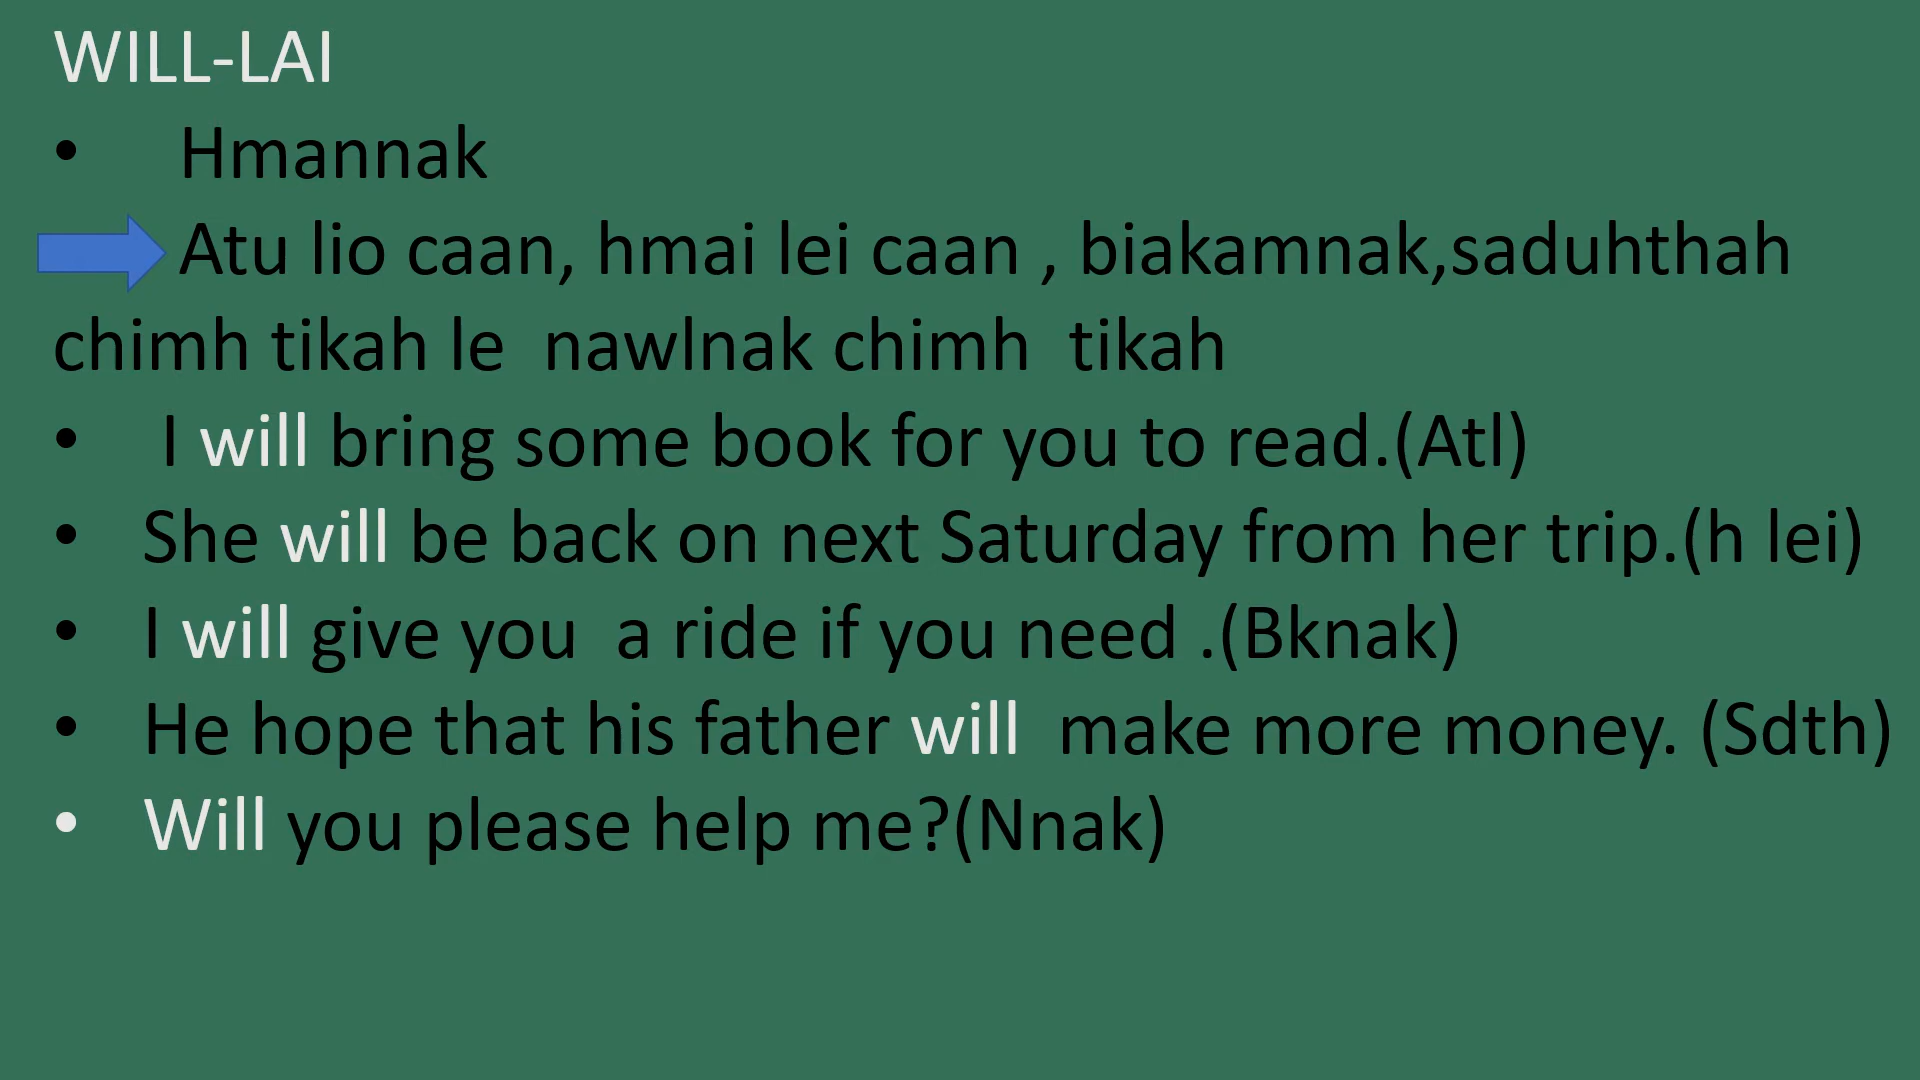 WILL-LAI
• Hmannak
Atu lio caan, hmai lei caan , biakamnak,saduhthah
chimh tikah le nawlnak chimh tikah
• I will bring some book for you to read.(Atl)
• She will be back on next Saturday from her trip.(h lei)
• I will give you a ride if you need .(Bknak)
• He hope that his father will make more money. (Sdth)
• Will you please help me?(Nnak)